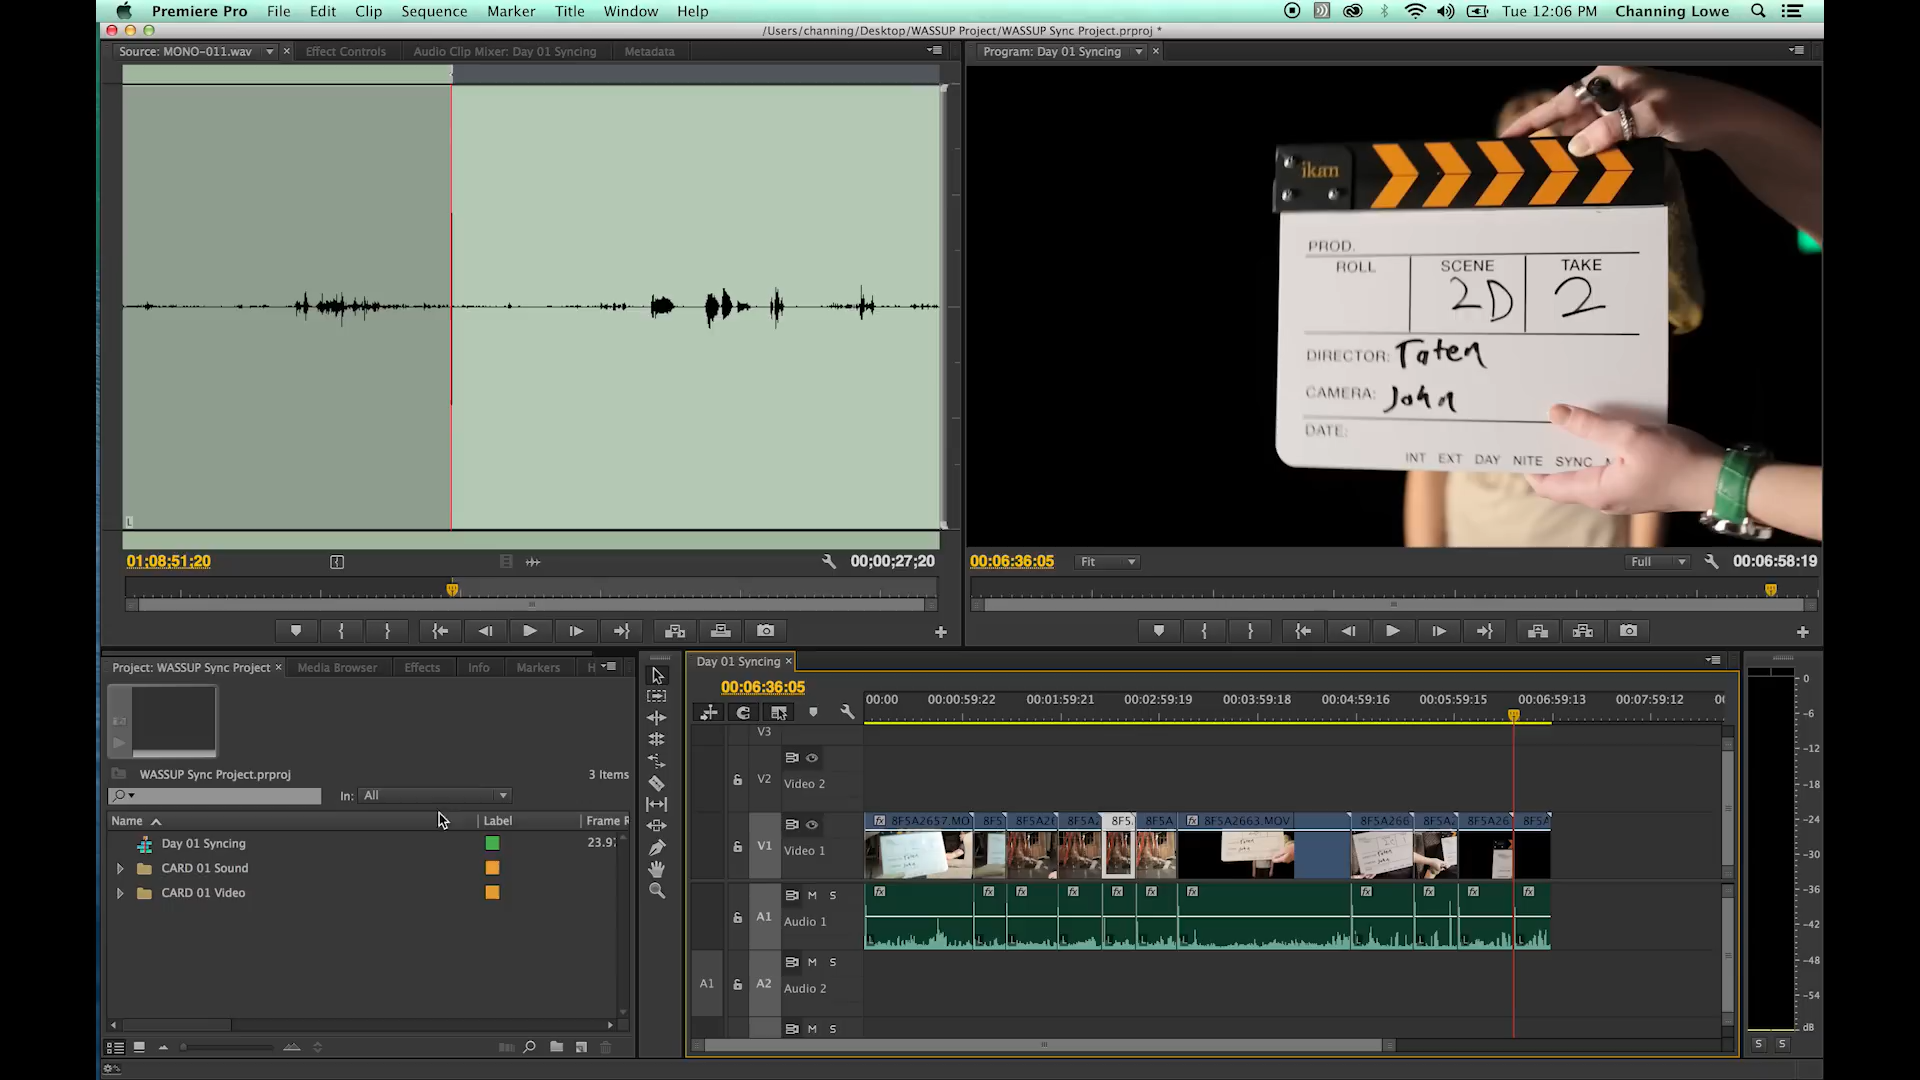 Premiere Pro File Edit Clip Sequence Marker Title Window Help Tue 12:06 PM Channing Lowe
/Users/channing/Desktop/WASSUP Project/WASSUP Sync Project.prproj *
Source: MONO-011.wav Effect Controls Audio Clip Mixer: Day 01 Syncing Metadata
Program: Day 01 Syncing
ikan
PROD.
ROLL SCENE TAKE
2D 2
DIRECTOR: Taten
CAMERA: John
DATE:
INT EXT DAY NITE SYNC
L
01;08;51;20 00;00;27;20
00:06:36:05 Fit Full 00:06:58:19
Project: WASSUP Sync Project Media Browser Effects Info Markers H
WASSUP Sync Project.prproj 3 Items
In: All
Name Label Frame R
Day 01 Syncing 23.97
CARD 01 Sound
CARD 01 Video
Day 01 Syncing
00:06:36:05
00:00 00:00:59:22 00:01:59:21 00:02:59:19 00:03:59:18 00:04:59:16 00:05:59:15 00:06:59:13 00:07:59:12 00
V3
V2 Video 2
8F5A2657.MO 8F5 8F5A26 8F5A2 8F5. 8F5A 8F5A2663.MOV 8F5A266 8F5A2 8F5A26 8F5A
V1 Video 1
M S
A1 Audio 1
M S
A1 A2 Audio 2
M S
0
-6
-12
-18
-24
-30
-36
-42
-48
-54
dB
S S